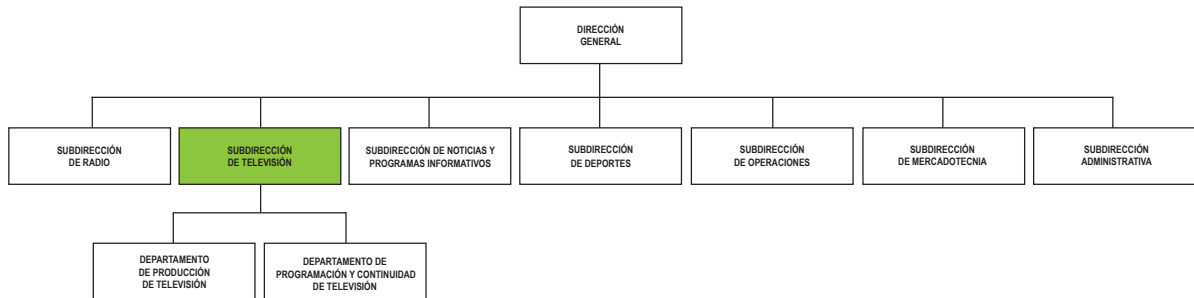 DIRECCIÓN
GENERAL
SUBDIRECCIÓN
DE RADIO
SUBDIRECCIÓN
DE TELEVISIÓN
SUBDIRECCIÓN DE NOTICIAS Y
PROGRAMAS INFORMATIVOS
SUBDIRECCIÓN
DE DEPORTES
SUBDIRECCIÓN
DE OPERACIONES
SUBDIRECCIÓN
DE MERCADOTECNIA
SUBDIRECCIÓN
ADMINISTRATIVA
DEPARTAMENTO
DE PRODUCCIÓN
DE TELEVISIÓN
DEPARTAMENTO DE
PROGRAMACIÓN Y CONTINUIDAD
DE TELEVISIÓN